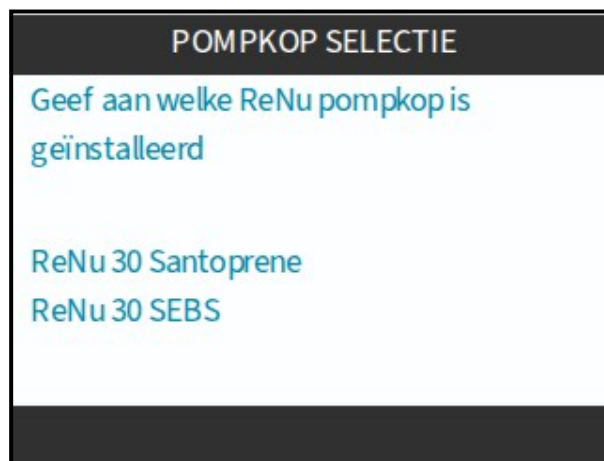 POMPKOP SELECTIE
Geef aan welke ReNu pompkop is
geïnstalleerd
ReNu 30 Santoprene
ReNu 30 SEBS